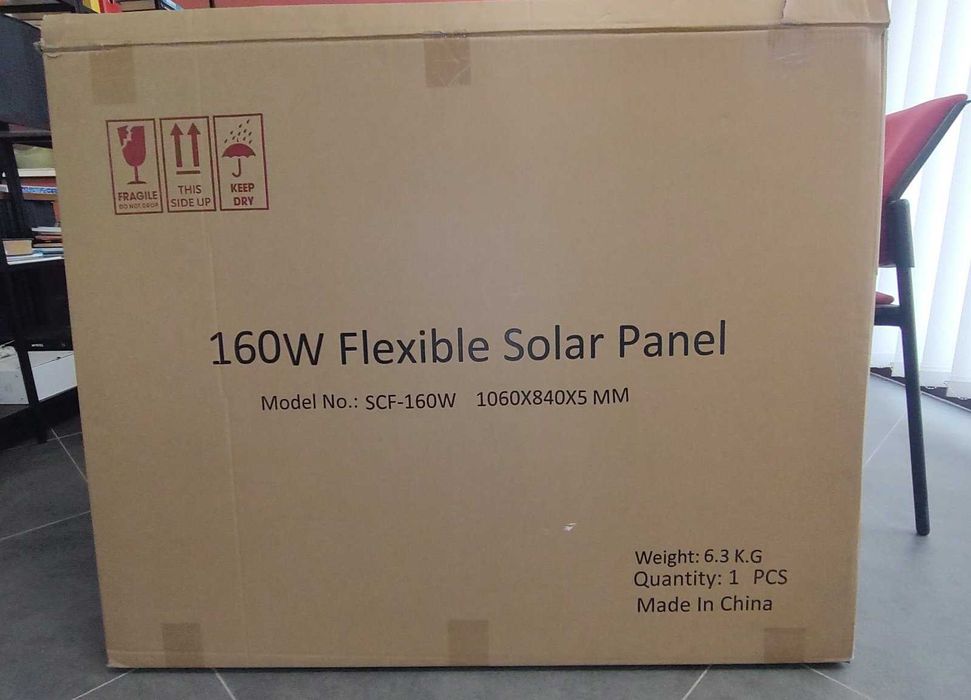 FRAGILE
DO NOT DROP
THIS
SIDE UP
KEEP
DRY
160W Flexible Solar Panel
Model No.: SCF-160W 1060X840X5 MM
Weight: 6.3 K.G
Quantity: 1 PCS
Made In China